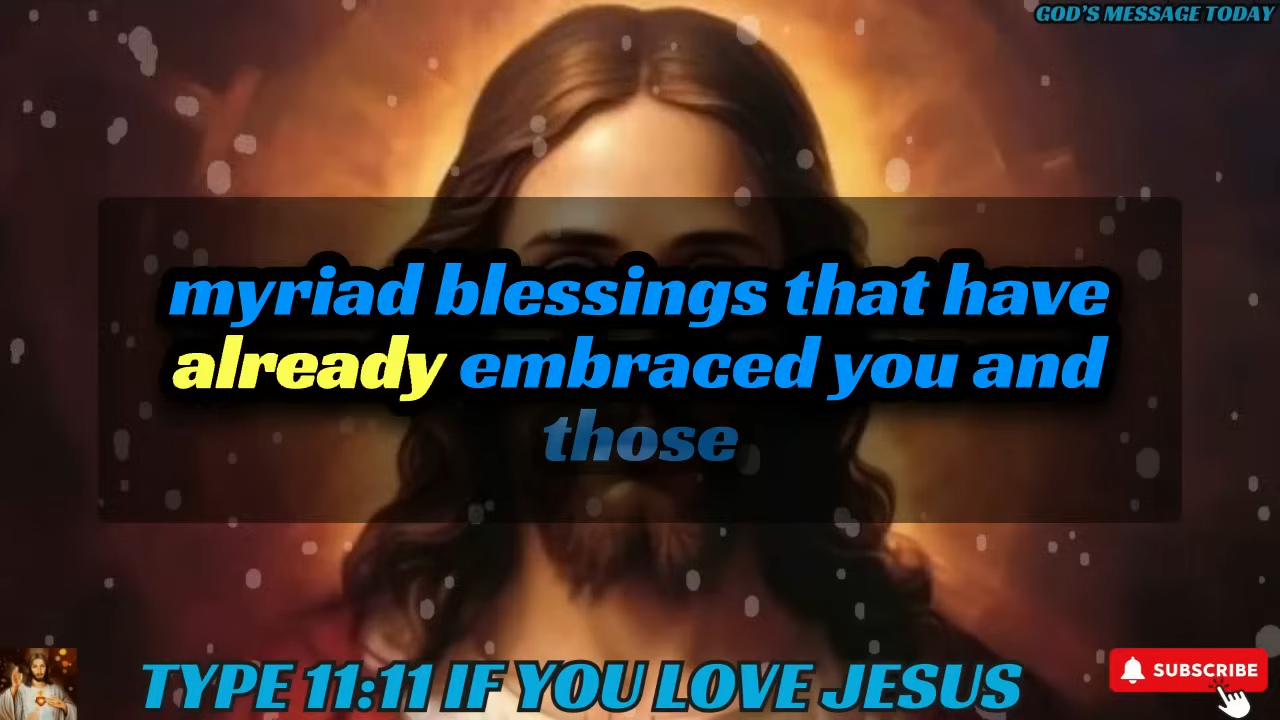 GOD'S MESSAGE TODAY
myriad blessings that have
already embraced you and
those
TYPE 11:11 IF YOU LOVE JESUS
SUBSCRIBE